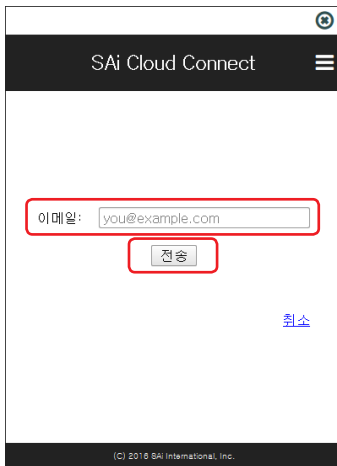 SAi Cloud Connect
이메일: you@example.com
전송
취소
(C) 2016 SAi International, Inc.